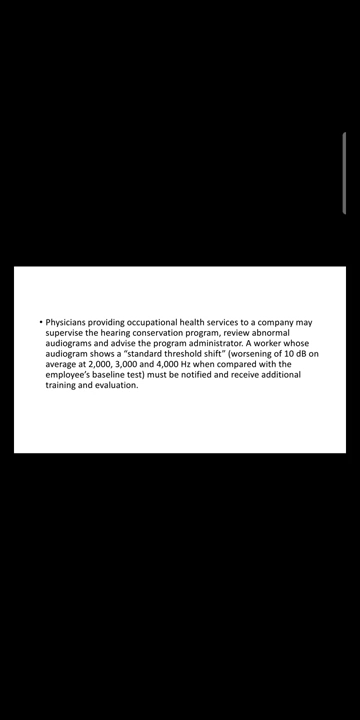 • Physicians providing occupational health services to a company may
supervise the hearing conservation program, review abnormal
audiograms and advise the program administrator. A worker whose
audiogram shows a “standard threshold shift” (worsening of 10 dB on
average at 2,000, 3,000 and 4,000 Hz when compared with the
employee’s baseline test) must be notified and receive additional
training and evaluation.